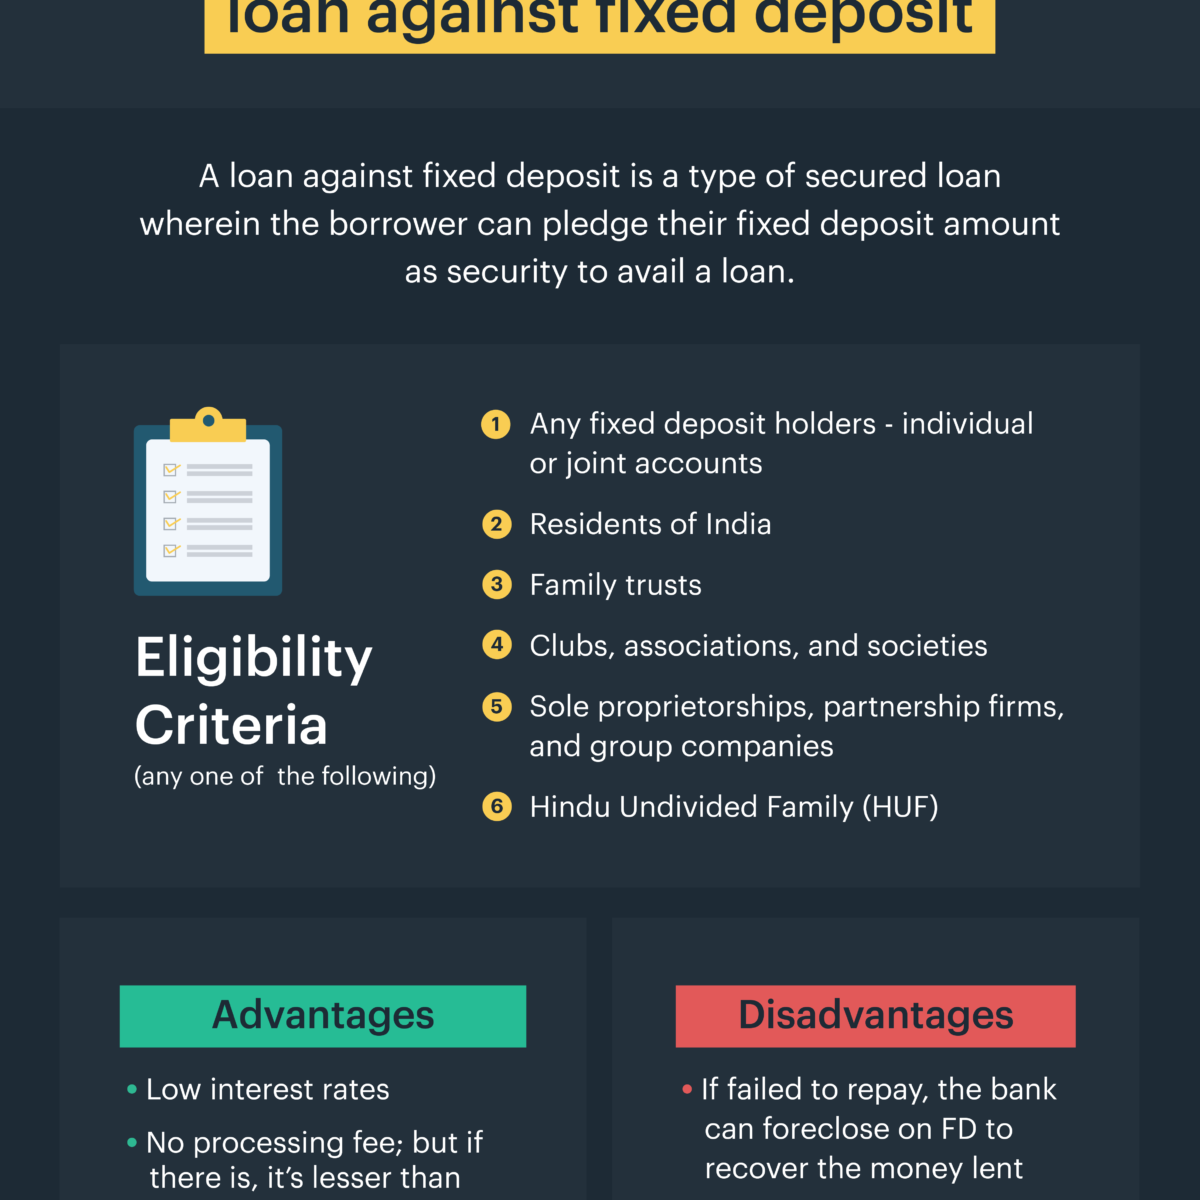 loan against fixed deposit
A loan against fixed deposit is a type of secured loan
wherein the borrower can pledge their fixed deposit amount
as security to avail a loan.
1 Any fixed deposit holders - individual
or joint accounts
2 Residents of India
3 Family trusts
4 Clubs, associations, and societies
5 Sole proprietorships, partnership firms,
and group companies
6 Hindu Undivided Family (HUF)
Eligibility
Criteria
(any one of the following)
Advantages
• Low interest rates
• No processing fee; but if
there is, it's lesser than
Disadvantages
• If failed to repay, the bank
can foreclose on FD to
recover the money lent